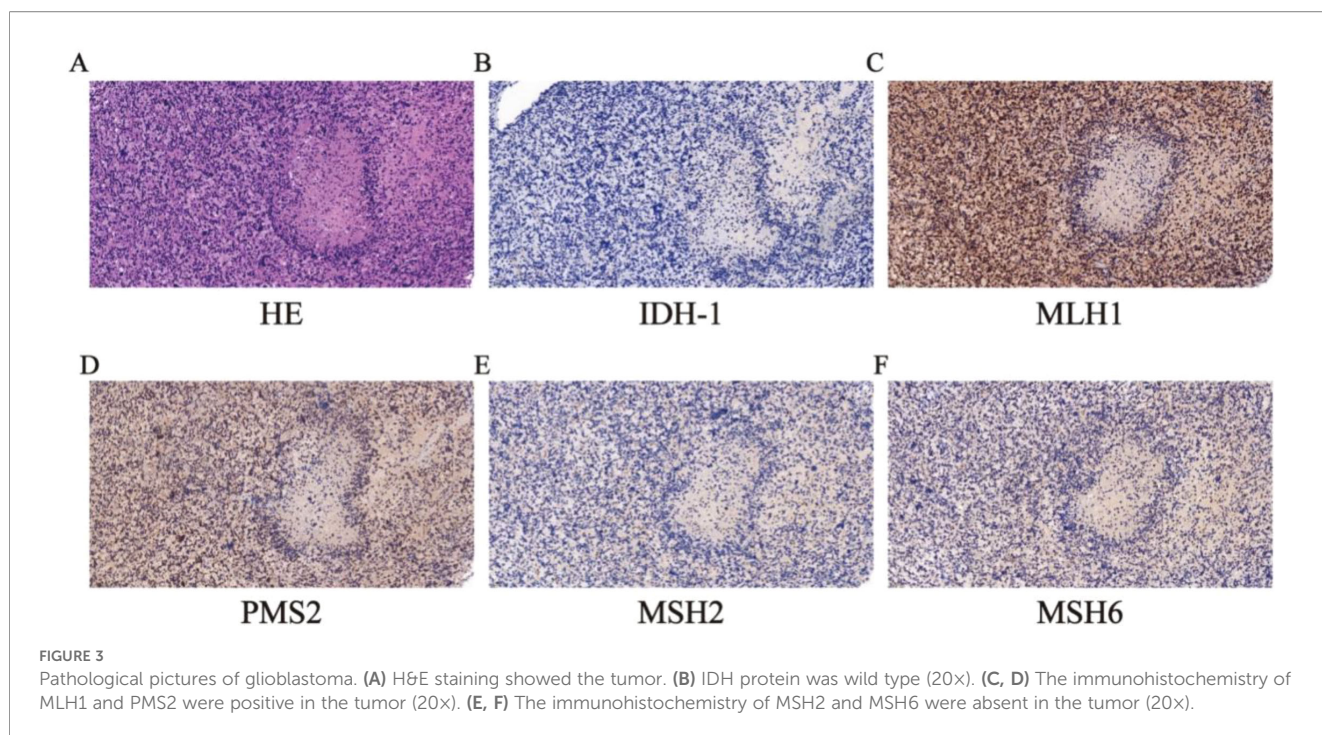 A
B
C
HE
IDH-1
MLH1
D
E
F
PMS2
MSH2
MSH6
FIGURE 3
Pathological pictures of glioblastoma. (A) H&E staining showed the tumor. (B) IDH protein was wild type (20×). (C, D) The immunohistochemistry of
MLH1 and PMS2 were positive in the tumor (20×). (E, F) The immunohistochemistry of MSH2 and MSH6 were absent in the tumor (20×).